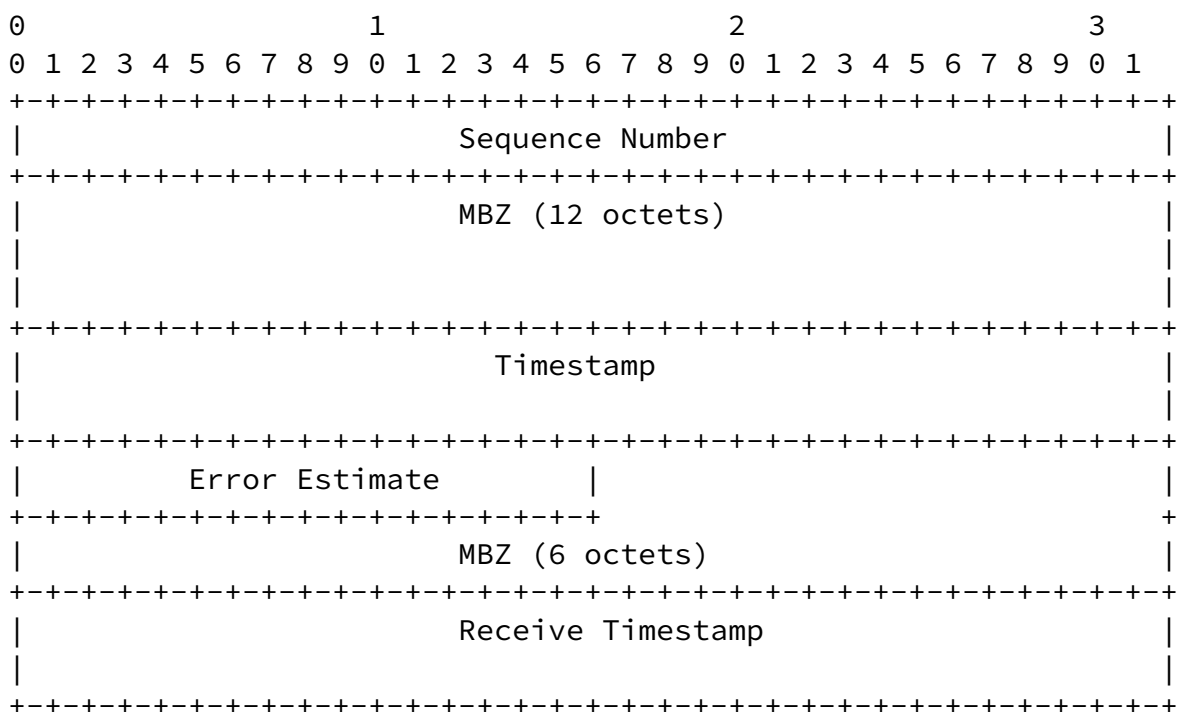 0                   1                   2                   3
0 1 2 3 4 5 6 7 8 9 0 1 2 3 4 5 6 7 8 9 0 1 2 3 4 5 6 7 8 9 0 1
+-+-+-+-+-+-+-+-+-+-+-+-+-+-+-+-+-+-+-+-+-+-+-+-+-+-+-+-+-+-+-+-+
|                        Sequence Number                        |
+-+-+-+-+-+-+-+-+-+-+-+-+-+-+-+-+-+-+-+-+-+-+-+-+-+-+-+-+-+-+-+-+
|                        MBZ (12 octets)                        |
|                                                               |
|                                                               |
+-+-+-+-+-+-+-+-+-+-+-+-+-+-+-+-+-+-+-+-+-+-+-+-+-+-+-+-+-+-+-+-+
|                          Timestamp                            |
|                                                               |
+-+-+-+-+-+-+-+-+-+-+-+-+-+-+-+-+-+-+-+-+-+-+-+-+-+-+-+-+-+-+-+-+
|         Error Estimate        |                               |
+-+-+-+-+-+-+-+-+-+-+-+-+-+-+-+-+                               +
|                        MBZ (6 octets)                         |
+-+-+-+-+-+-+-+-+-+-+-+-+-+-+-+-+-+-+-+-+-+-+-+-+-+-+-+-+-+-+-+-+
|                        Receive Timestamp                      |
|                                                               |
+-+-+-+-+-+-+-+-+-+-+-+-+-+-+-+-+-+-+-+-+-+-+-+-+-+-+-+-+-+-+-+-+